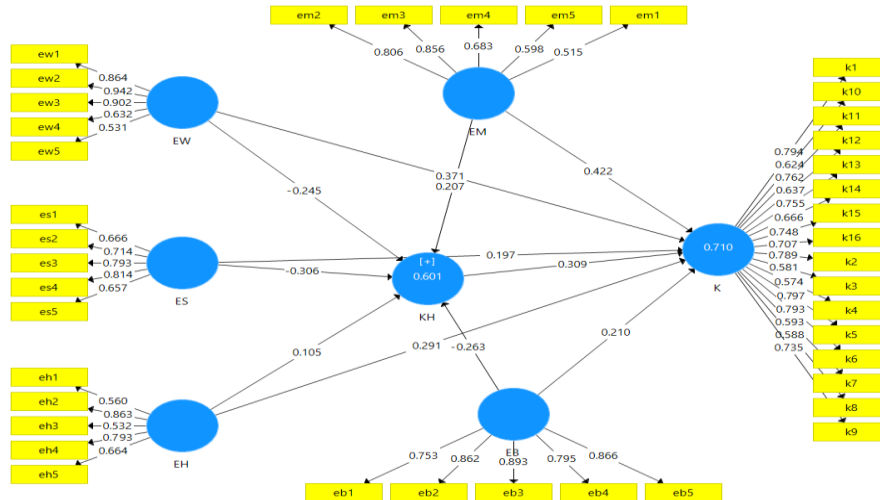 em2
em3
em4
em5
em1
0.806
0.856
0.683
0.598
0.515
EM
ew1
ew2
ew3
ew4
ew5
0.864
0.942
0.902
0.632
0.531
EW
es1
es2
es3
es4
es5
0.666
0.714
0.793
0.814
0.657
ES
eh1
eh2
eh3
eh4
eh5
0.560
0.863
0.532
0.793
0.664
EH
-0.245
0.371
0.207
0.422
-0.306
0.197
0.309
0.105
0.291
-0.263
0.210
[+]
0.601
KH
0.710
K
EB
0.753
0.862
0.893
0.795
0.866
eb1
eb2
eb3
eb4
eb5
0.794
0.624
0.762
0.637
0.755
0.666
0.748
0.707
0.789
0.581
0.574
0.797
0.793
0.593
0.588
0.735
k1
k10
k11
k12
k13
k14
k15
k16
k2
k3
k4
k5
k6
k7
k8
k9